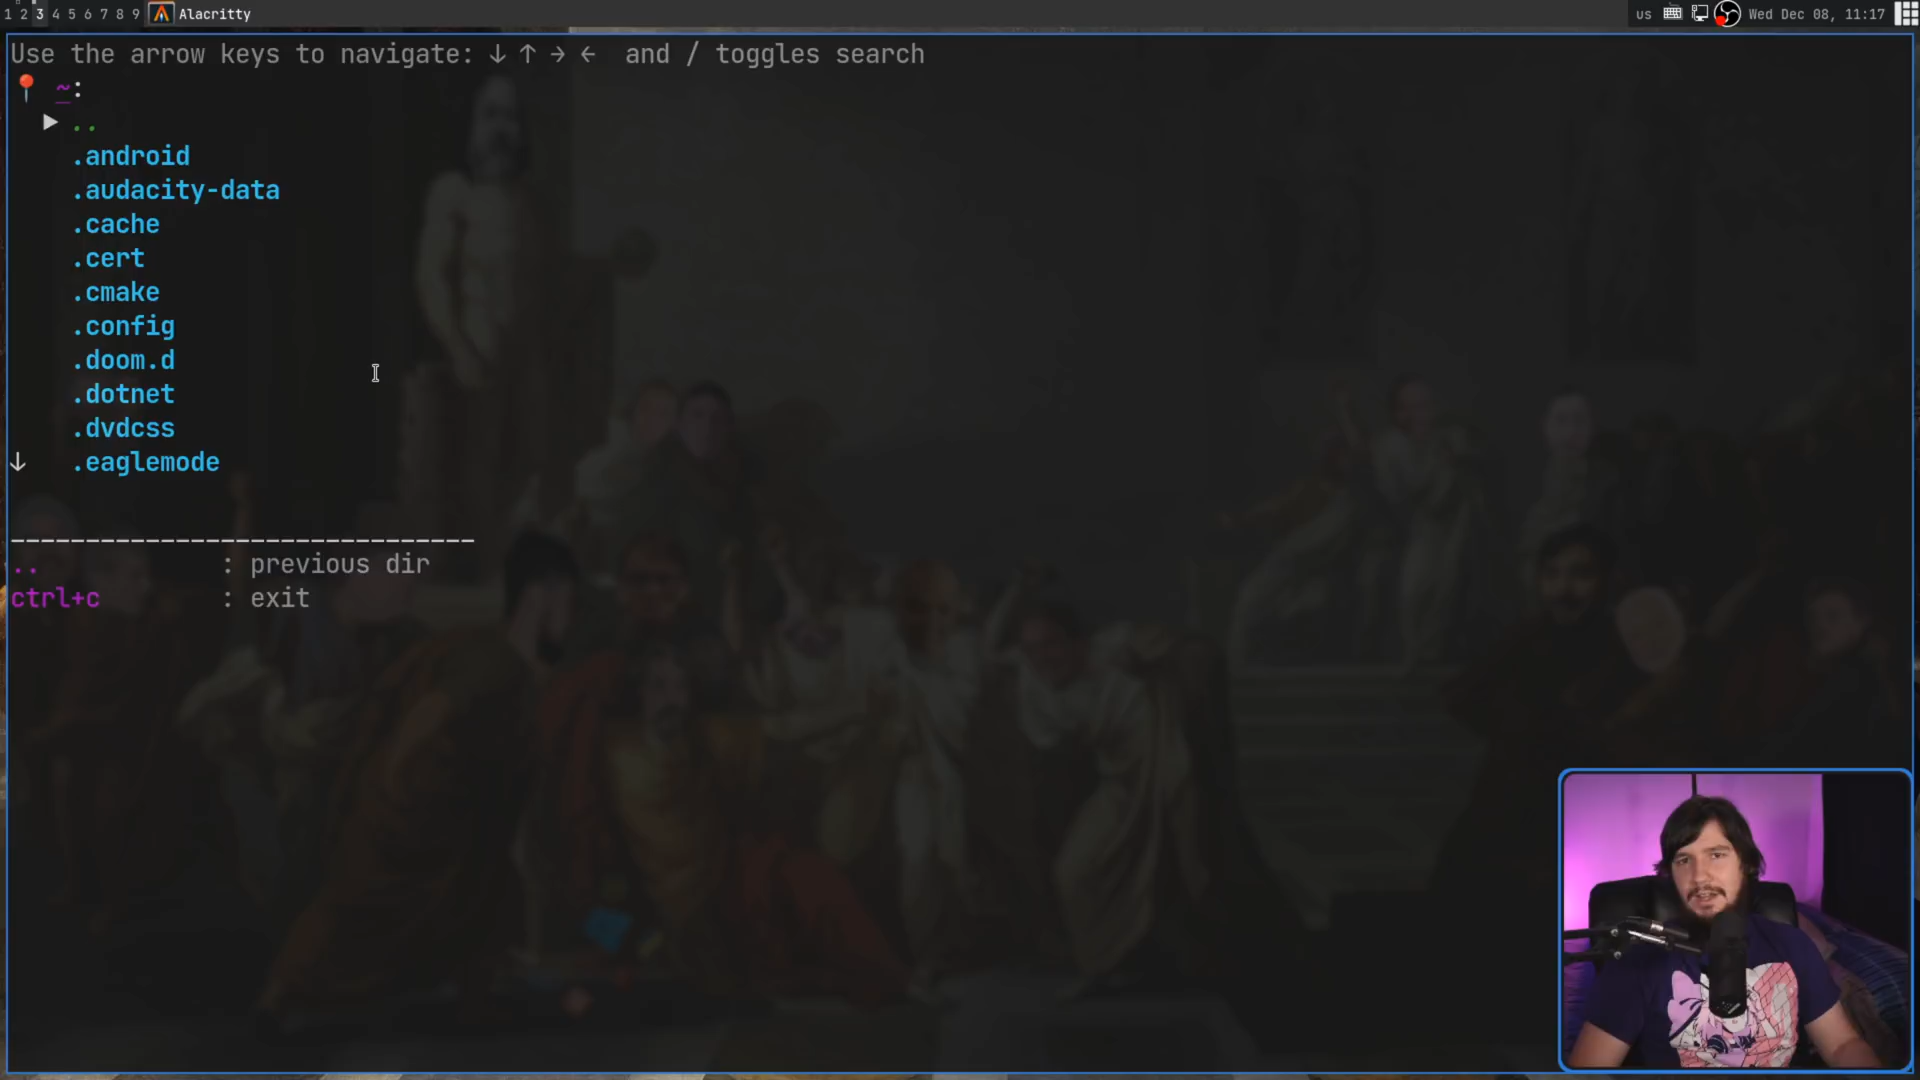 1 2 3 4 5 6 7 8 9 Alacritty us Wed Dec 08, 11:17
Use the arrow keys to navigate: ↓ ↑ → ← and / toggles search
~:
▶ ..
.android
.audacity-data
.cache
.cert
.cmake
.config
.doom.d
.dotnet
.dvdcss
↓ .eaglemode
-------------------------------
.. : previous dir
ctrl+c : exit